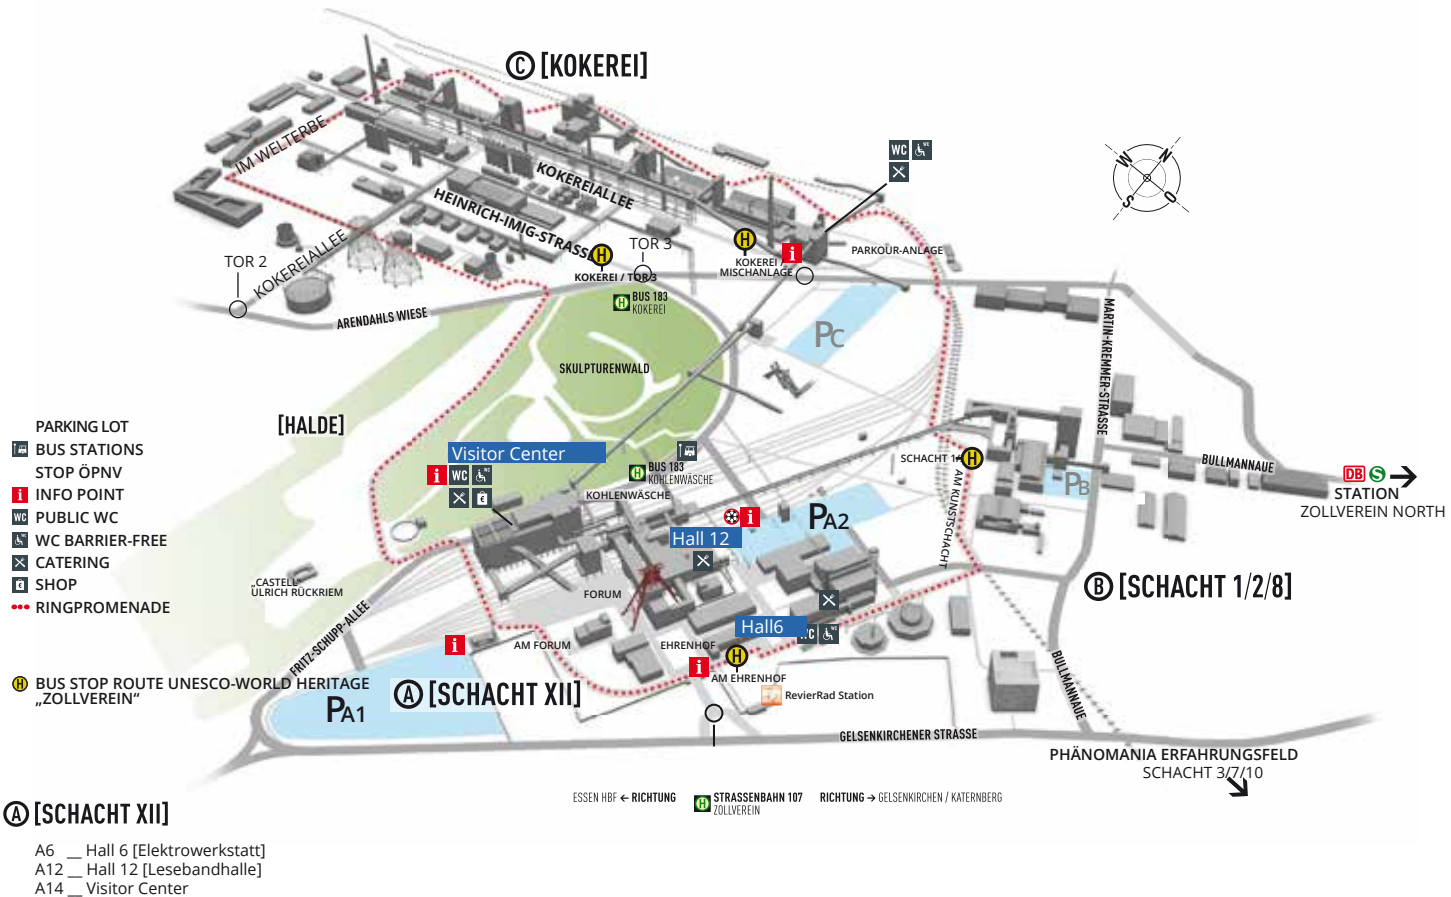 Ⓒ [KOKEREI]
IM WELTERBE
WC
KOKEREIALLEE
HEINRICH-IMIG-STRASSE
N
W
O
S
TOR 2
KOKEREIALLEE
H
TOR 3
H
i
KOKEREI / TOR 3
KOKEREI /
MISCHANLAGE
PARKOUR-ANLAGE
H BUS 183
KOKEREI
ARENDAHLS WIESE
PC
MARTIN-KREMMER-STRASSE
SKULPTURENWALD
[HALDE]
PARKING LOT
BUS STATIONS
STOP ÖPNV
i INFO POINT
WC PUBLIC WC
WC BARRIER-FREE
CATERING
SHOP
RINGPROMENADE
H BUS STOP ROUTE UNESCO-WORLD HERITAGE
„ZOLLVEREIN“
Visitor Center
i WC
H BUS 183
KOHLENWÄSCHE
KOHLENWÄSCHE
SCHACHT 1
H
AM KUNSTSCHACHT
PB
BULLMANNAUE
DB S
STATION
ZOLLVEREIN NORTH
PA2
i
Hall 12
„CASTELL“
ULRICH RÜCKRIEM
FORUM
Ⓑ [SCHACHT 1/2/8]
FRITZ-SCHUPP-ALLEE
i
AM FORUM
EHRENHOF
Hall6
WC
i
H
AM EHRENHOF
Ⓐ [SCHACHT XII]
PA1
RevierRad Station
BULLMANNAUE
GELSENKIRCHENER STRASSE
PHÄNOMANIA ERFAHRUNGSFELD
SCHACHT 3/7/10
ESSEN HBF ← RICHTUNG H STRASSENBAHN 107 RICHTUNG → GELSENKIRCHEN / KATERNBERG
ZOLLVEREIN
Ⓐ [SCHACHT XII]
A6 __ Hall 6 [Elektrowerkstatt]
A12 __ Hall 12 [Lesebandhalle]
A14 __ Visitor Center